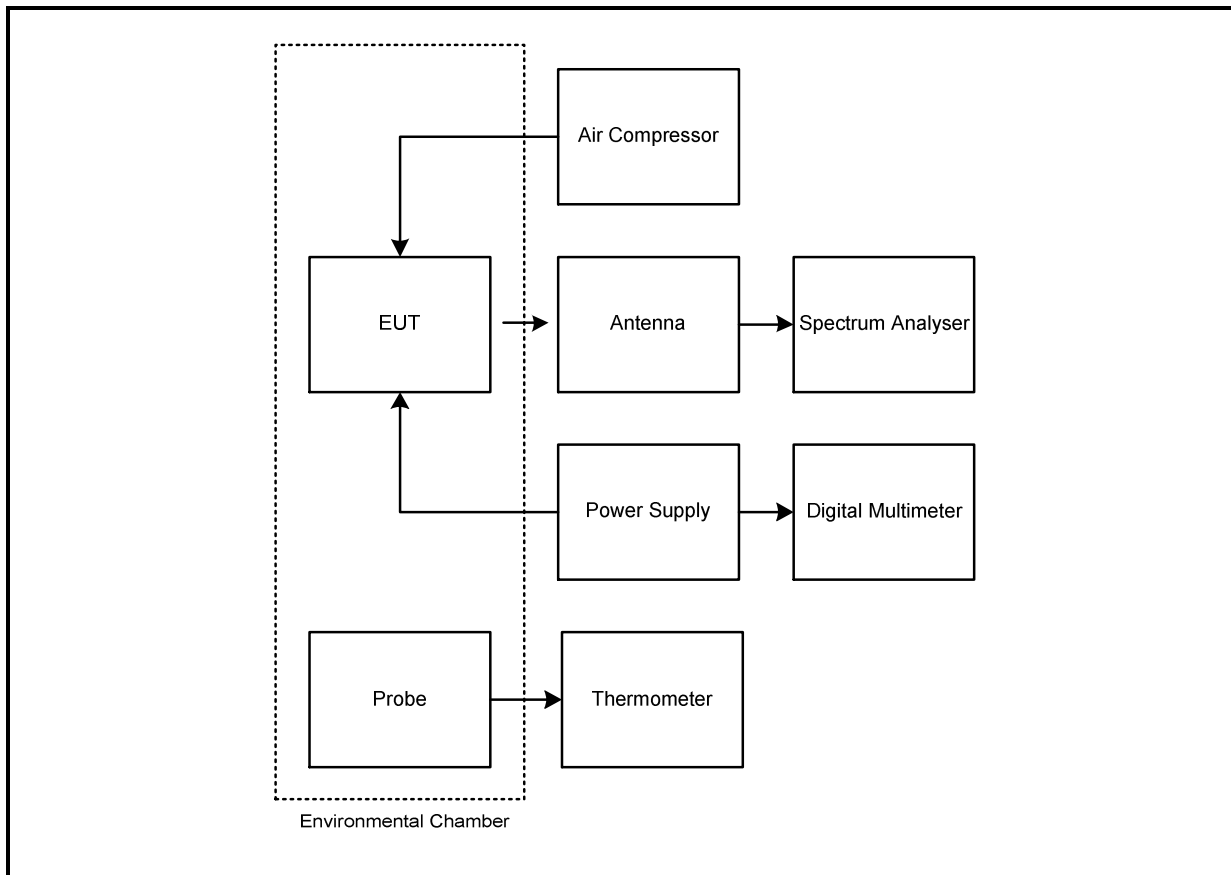 Air Compressor
EUT
Antenna
Spectrum Analyser
Power Supply
Digital Multimeter
Probe
Thermometer
Environmental Chamber